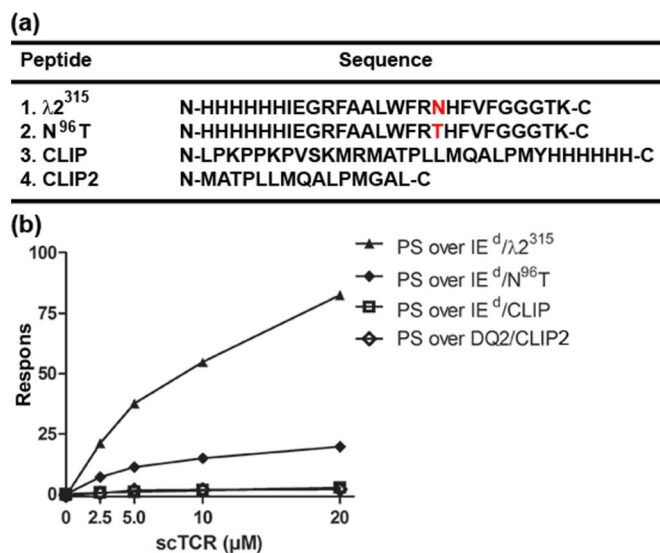 (a)
Peptide Sequence
1. λ2³¹⁵ N-HHHHHHIEGRFAALWFRNHFVFGGGTK-C
2. N⁹⁶T N-HHHHHHIEGRFAALWFRTHFVFGGGTK-C
3. CLIP N-LPKPPKPVSKMRMATPLLMQALPMYHHHHHH-C
4. CLIP2 N-MATPLLMQALPMGAL-C
(b)
100
75
50
25
0
Respons
0 2.5 5.0 10 20
scTCR (µM)
PS over IEᵈ/λ2³¹⁵
PS over IEᵈ/N⁹⁶T
PS over IEᵈ/CLIP
PS over DQ2/CLIP2